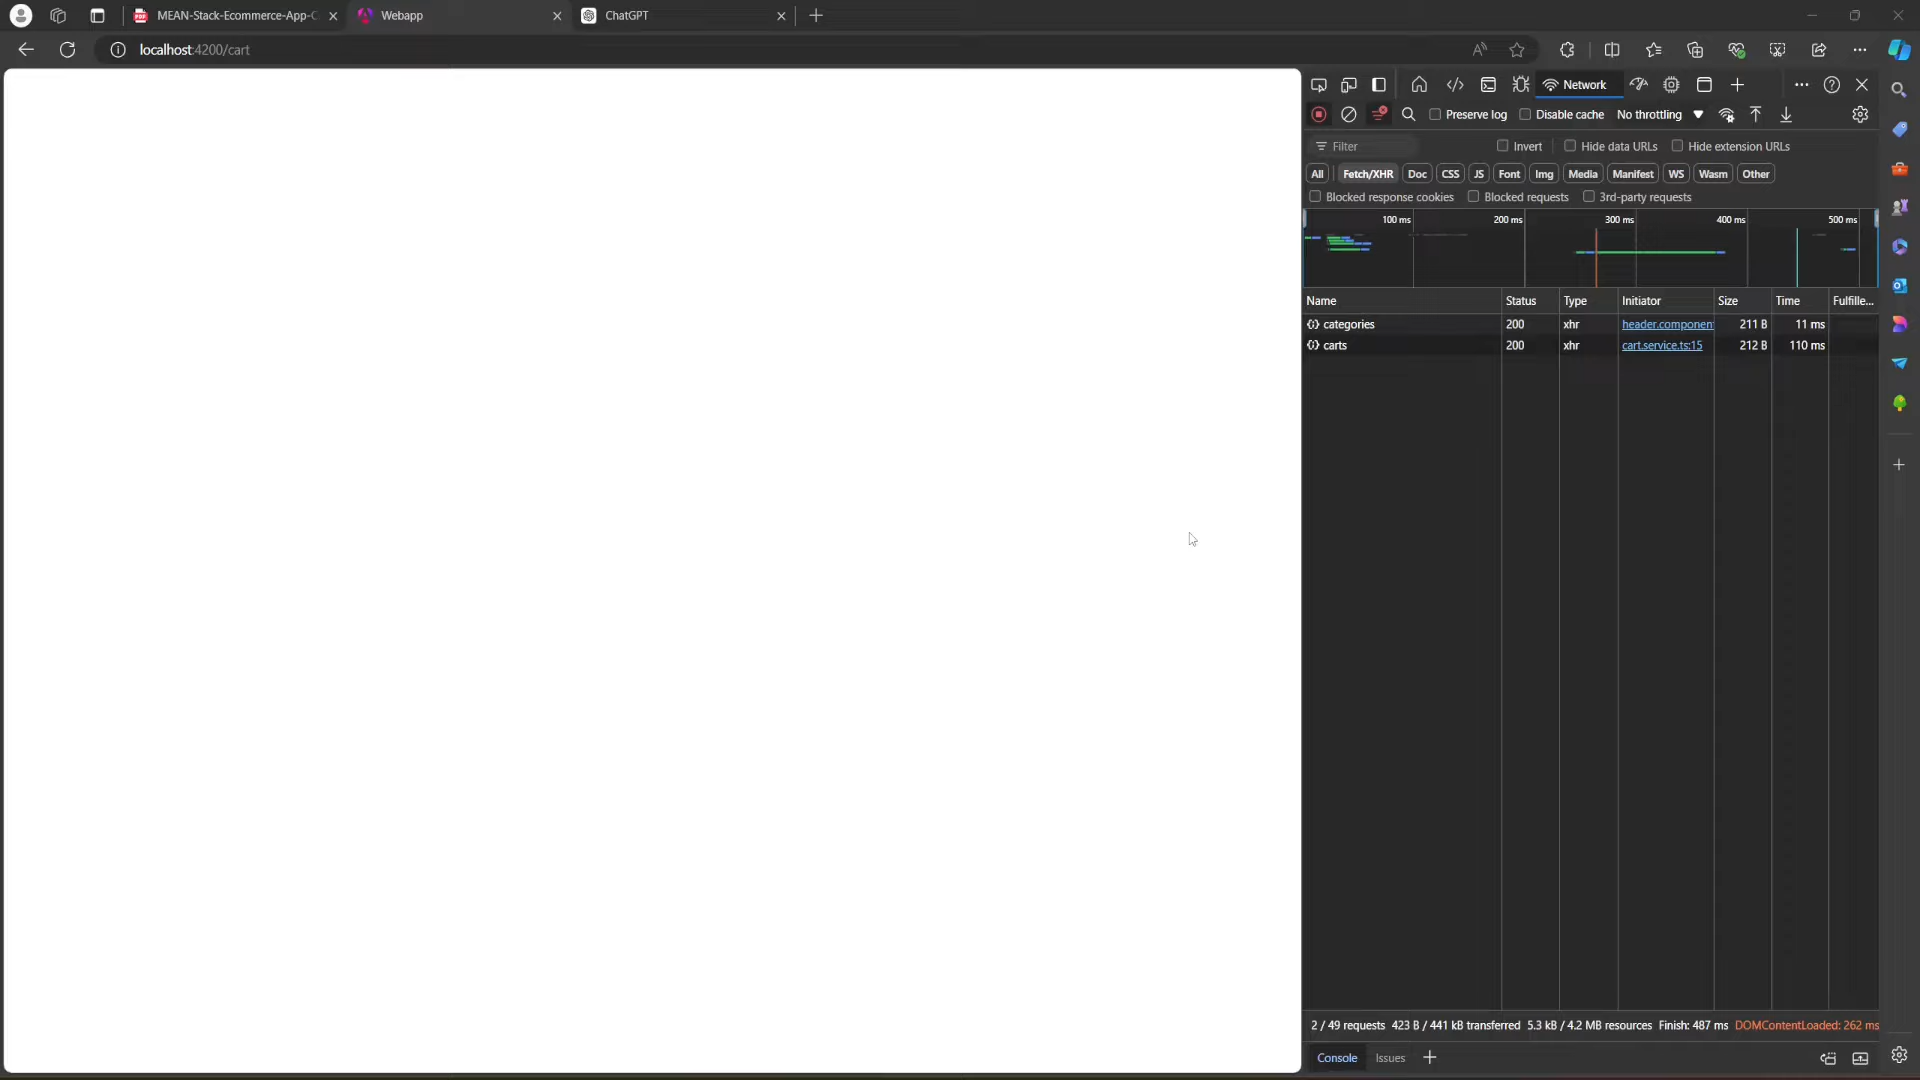 MEAN-Stack-Ecommerce-App-C
Webapp
ChatGPT
localhost:4200/cart
Network
Preserve log
Disable cache
No throttling
Filter
Invert
Hide data URLs
Hide extension URLs
All
Fetch/XHR
Doc
CSS
JS
Font
Img
Media
Manifest
WS
Wasm
Other
Blocked response cookies
Blocked requests
3rd-party requests
100 ms
200 ms
300 ms
400 ms
500 ms
Name
Status
Type
Initiator
Size
Time
Fulfille...
categories 200 xhr header.component 211 B 11 ms
carts 200 xhr cart.service.ts:15 212 B 110 ms
2 / 49 requests 423 B / 441 kB transferred 5.3 kB / 4.2 MB resources Finish: 487 ms DOMContentLoaded: 262 ms
Console
Issues